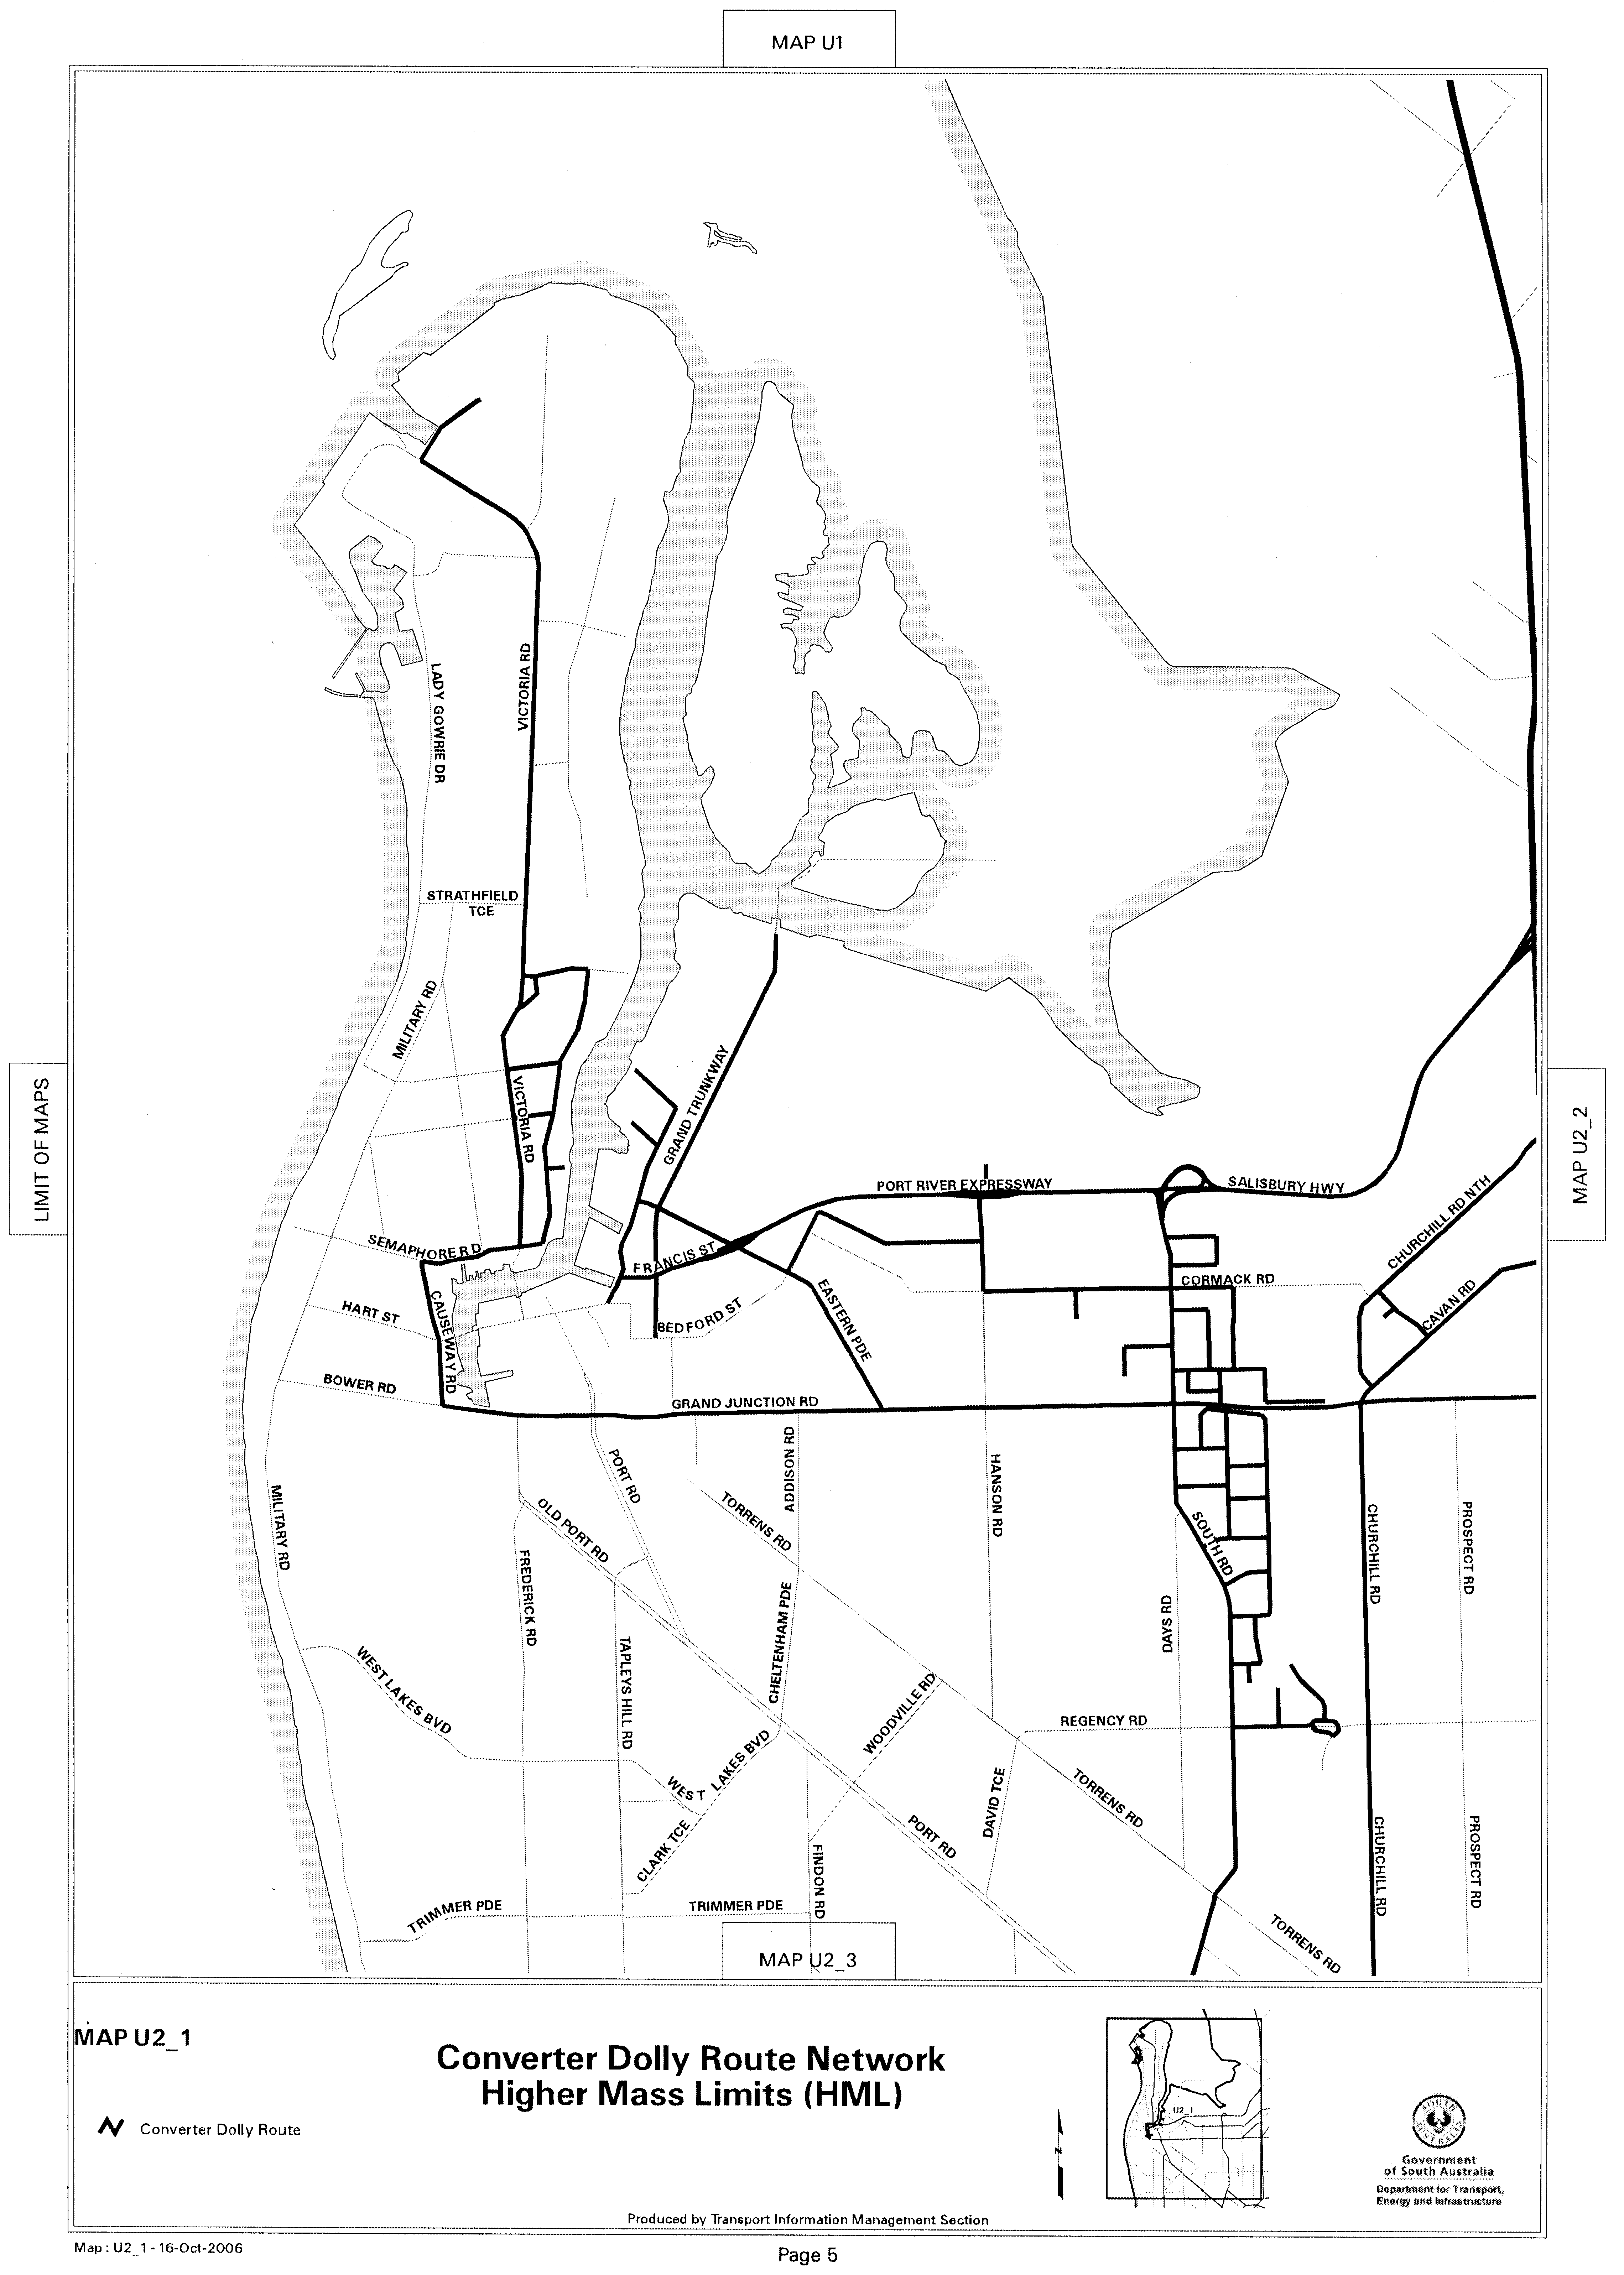 MAP U1
LIMIT OF MAPS
MAP U2_2
LADY GOWRIE DR
VICTORIA RD
STRATHFIELD
TCE
MILITARY RD
VICTORIA RD
GRAND TRUNKWAY
PORT RIVER EXPRESSWAY
SALISBURY HWY
CHURCHILL RD NTH
SEMAPHORE RD
FRANCIS ST
CORMACK RD
CAVAN RD
HART ST
CAUSEWAY RD
BEDFORD ST
EASTERN PDE
BOWER RD
GRAND JUNCTION RD
MILITARY RD
PORT RD
ADDISON RD
HANSON RD
OLD PORT RD
TORRENS RD
SOUTH RD
CHURCHILL RD
PROSPECT RD
FREDERICK RD
CHELTENHAM PDE
DAYS RD
WEST LAKES BVD
TAPLEYS HILL RD
WOODVILLE RD
REGENCY RD
WEST LAKES BVD
DAVID TCE
TORRENS RD
CLARK TCE
PORT RD
FINDON RD
CHURCHILL RD
PROSPECT RD
TRIMMER PDE
TRIMMER PDE
TORRENS RD
MAP U2_3
MAP U2_1
Converter Dolly Route Network
Higher Mass Limits (HML)
Converter Dolly Route
N
U2_1
SOUTH AUSTRALIA
Government
of South Australia
Department for Transport,
Energy and Infrastructure
Produced by Transport Information Management Section
Map : U2_1 - 16-Oct-2006
Page 5